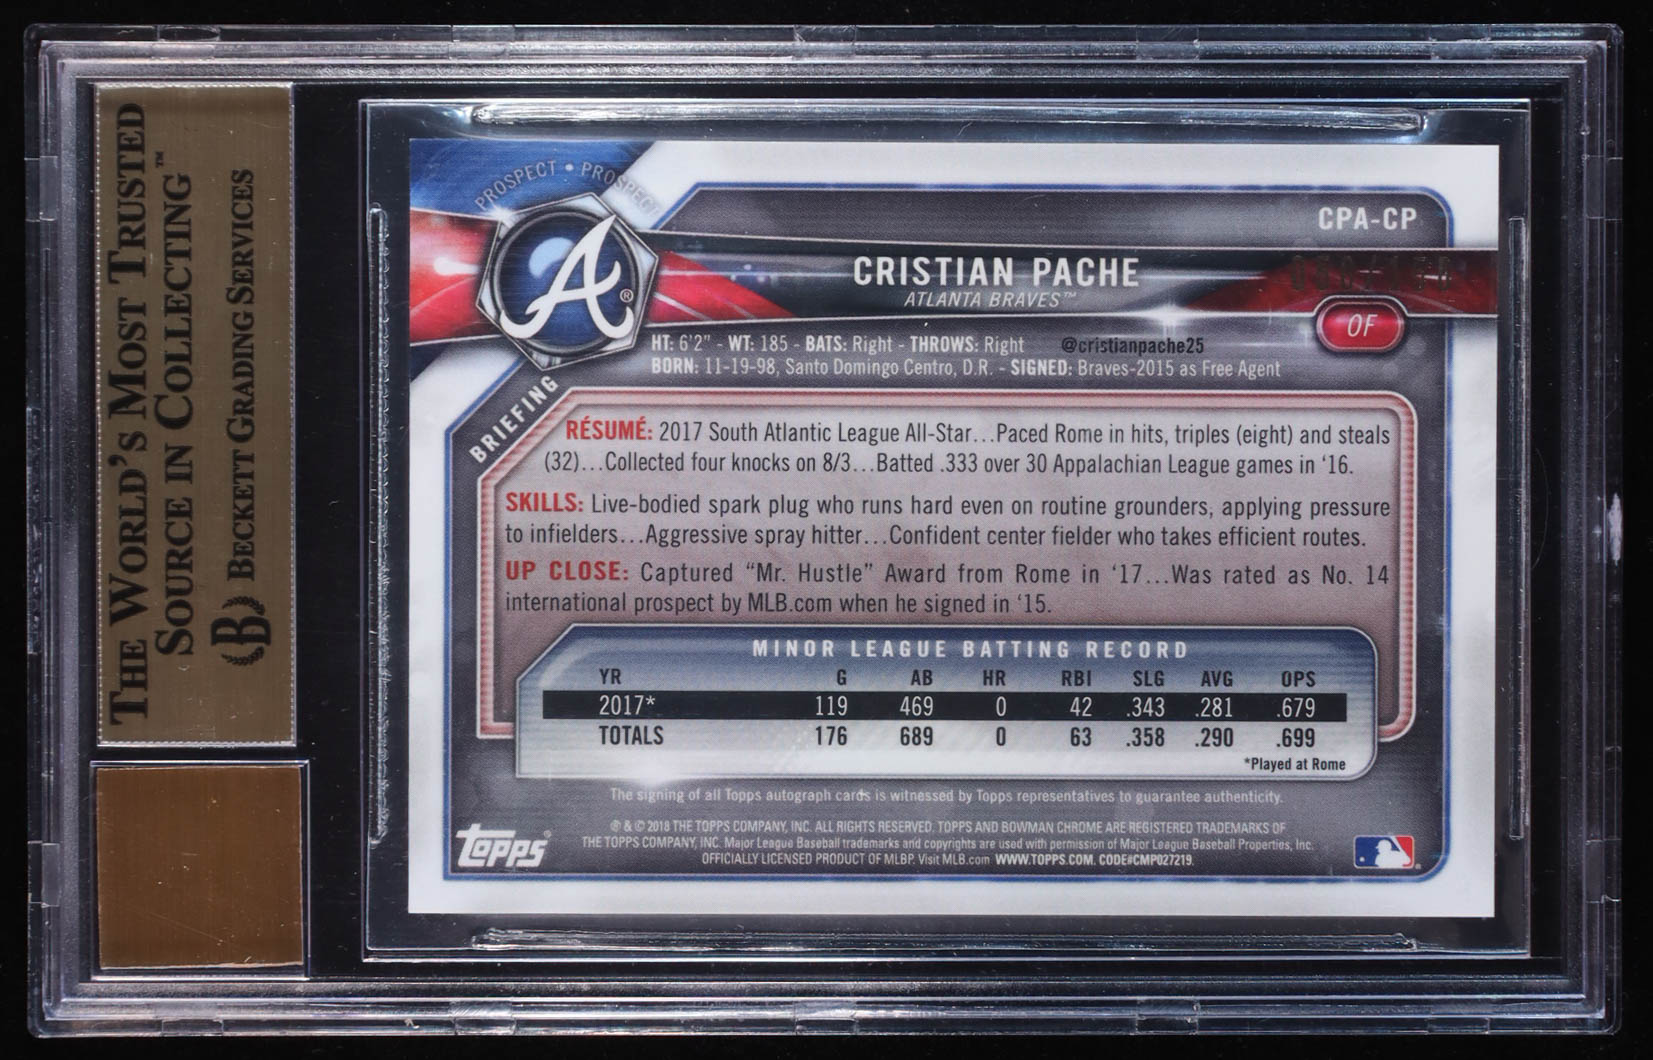 THE WORLD'S MOST TRUSTED
SOURCE IN COLLECTING™
B BECKETT GRADING SERVICES
PROSPECT • PROSPECT
A®
CPA-CP
CRISTIAN PACHE
ATLANTA BRAVES™
OF
HT: 6'2" - WT: 185 - BATS: Right - THROWS: Right @cristianpache25
BORN: 11-19-98, Santo Domingo Centro, D.R. - SIGNED: Braves-2015 as Free Agent
BRIEFING
RÉSUMÉ: 2017 South Atlantic League All-Star...Paced Rome in hits, triples (eight) and steals
(32)...Collected four knocks on 8/3...Batted .333 over 30 Appalachian League games in '16.
SKILLS: Live-bodied spark plug who runs hard even on routine grounders, applying pressure
to infielders...Aggressive spray hitter...Confident center fielder who takes efficient routes.
UP CLOSE: Captured "Mr. Hustle" Award from Rome in '17...Was rated as No. 14
international prospect by MLB.com when he signed in '15.
MINOR LEAGUE BATTING RECORD
YR G AB HR RBI SLG AVG OPS
2017* 119 469 0 42 .343 .281 .679
TOTALS 176 689 0 63 .358 .290 .699
*Played at Rome
The signing of all Topps autograph cards is witnessed by Topps representatives to guarantee authenticity.
® & © 2018 THE TOPPS COMPANY, INC. ALL RIGHTS RESERVED. TOPPS AND BOWMAN CHROME ARE REGISTERED TRADEMARKS OF
THE TOPPS COMPANY, INC. Major League Baseball trademarks and copyrights are used with permission of Major League Baseball Properties, Inc.
OFFICIALLY LICENSED PRODUCT OF MLBP. Visit MLB.com WWW.TOPPS.COM. CODE#CMP027219.
topps®